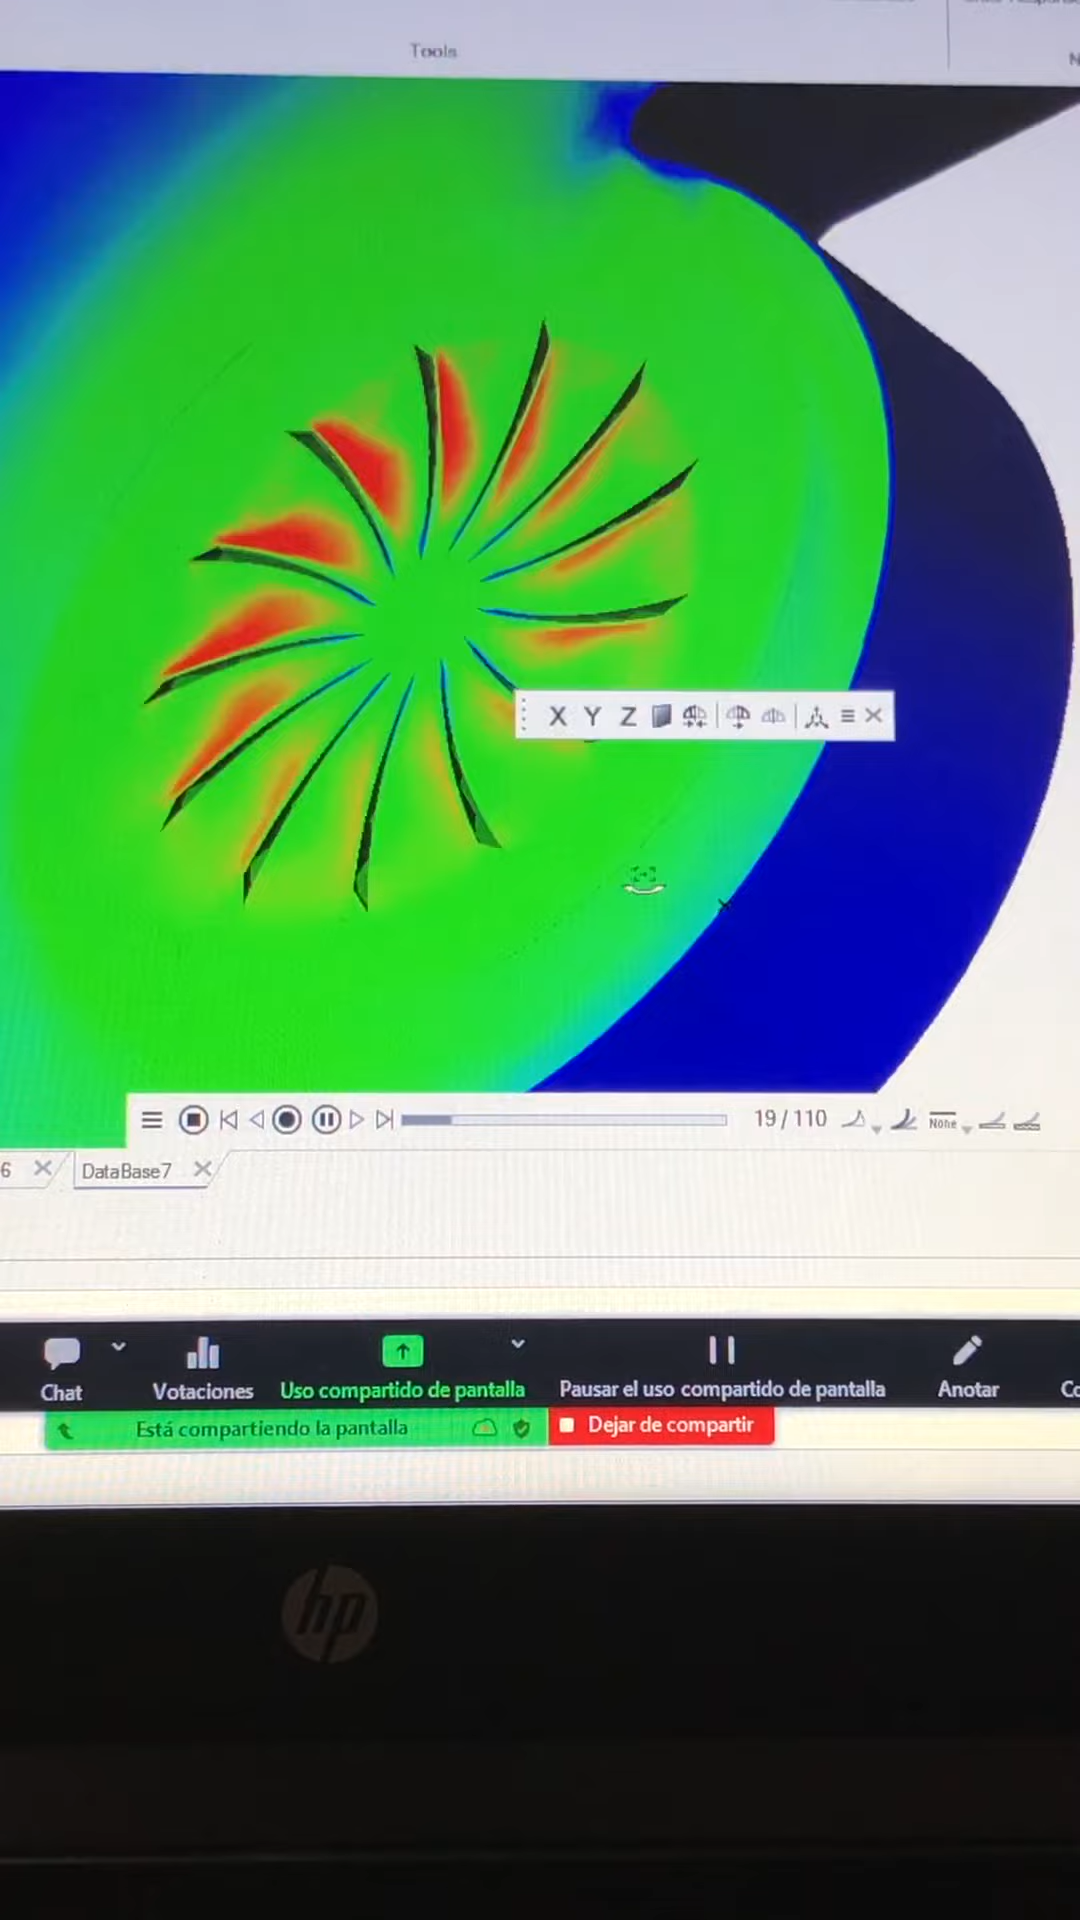 Tools
X Y Z
19 / 110
None
6
DataBase7
Chat
Votaciones
Uso compartido de pantalla
Pausar el uso compartido de pantalla
Anotar
Está compartiendo la pantalla
Dejar de compartir
hp